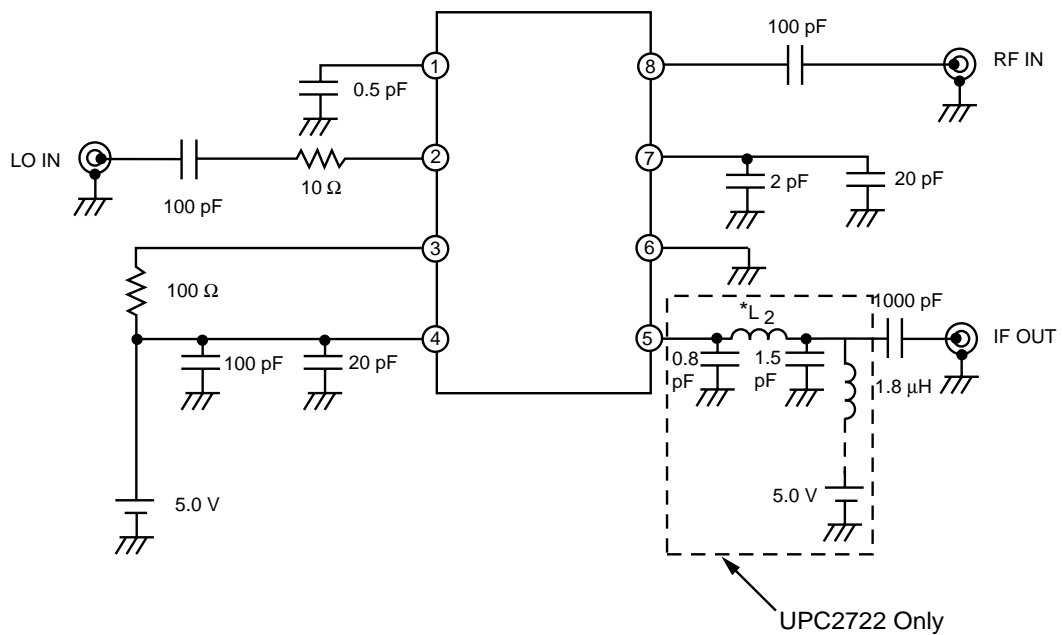 100 pF
1
8
RF IN
0.5 pF
LO IN
2
7
10 Ω
2 pF
20 pF
100 pF
3
6
100 Ω
*L 2
1000 pF
4
5
IF OUT
100 pF
20 pF
0.8 pF
1.5 pF
1.8 µH
5.0 V
5.0 V
UPC2722 Only